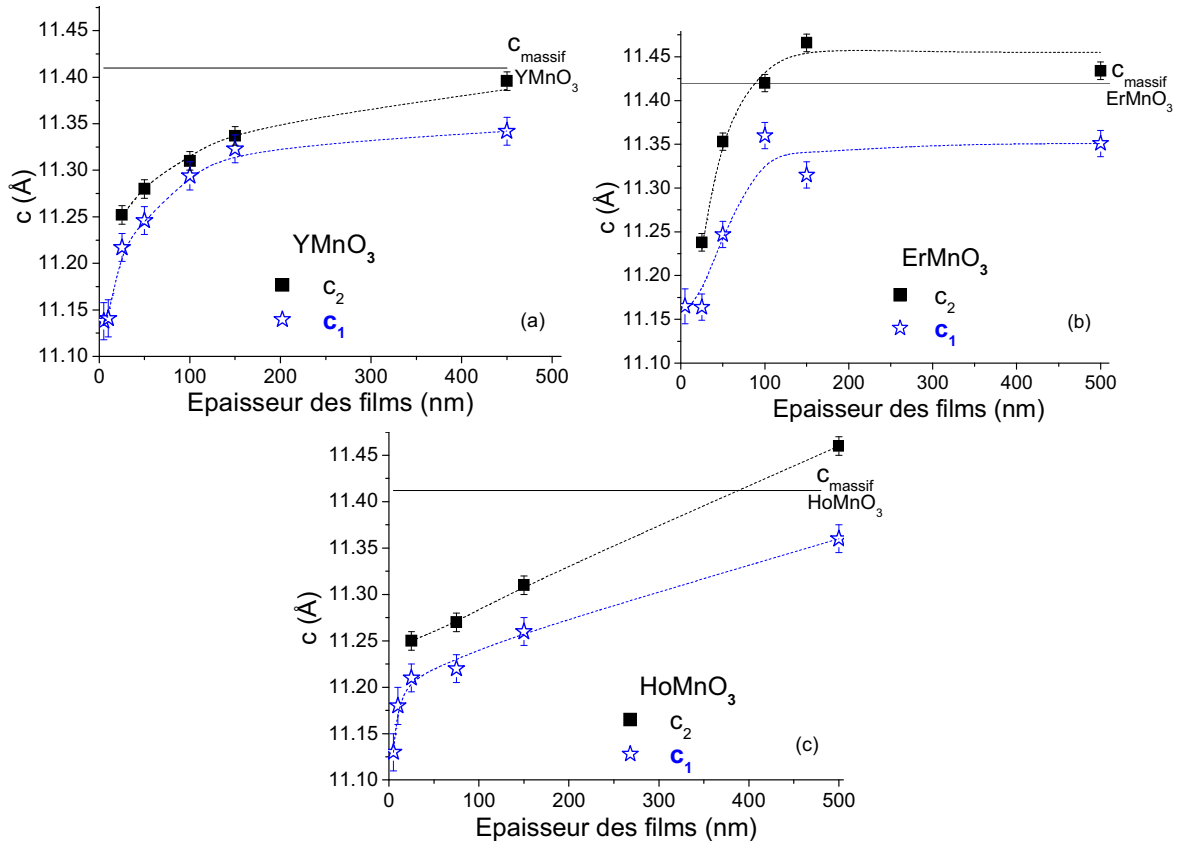 11.45
11.40
11.35
11.30
11.25
11.20
11.15
11.10
c (Å)
c massif
YMnO3
YMnO3
c2
c1
(a)
0 100 200 300 400 500
Epaisseur des films (nm)
11.45
11.40
11.35
11.30
11.25
11.20
11.15
11.10
c (Å)
c massif
ErMnO3
ErMnO3
c2
c1
(b)
0 100 200 300 400 500
Epaisseur des films (nm)
11.45
11.40
11.35
11.30
11.25
11.20
11.15
11.10
c (Å)
c massif
HoMnO3
HoMnO3
c2
c1
(c)
0 100 200 300 400 500
Epaisseur des films (nm)